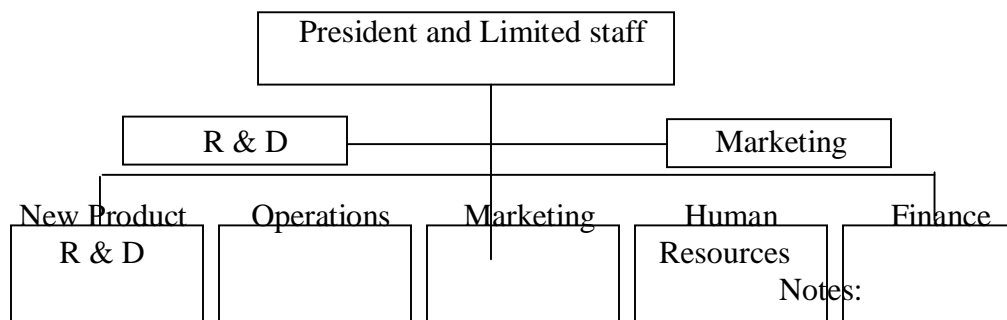 President and Limited staff
R & D
Marketing
New Product
R & D
Operations
Marketing
Human
Resources
Finance
Notes: